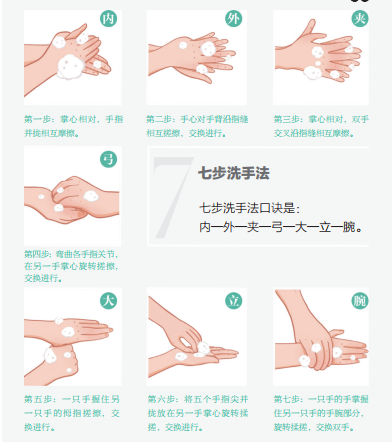 内
外
夹
第一步：掌心相对，手指
并拢相互摩擦。
第二步：手心对手背沿指缝
相互搓擦，交换进行。
第三步：掌心相对，双手
交叉沿指缝相互摩擦。
弓
7
七步洗手法
七步洗手法口诀是：
内一外一夹一弓一大一立一腕。
第四步：弯曲各手指关节，
在另一手掌心旋转搓擦，
交换进行。
大
立
腕
第五步：一只手握住另
一只手的拇指搓擦，交
换进行。
第六步：将五个手指尖并
拢放在另一手掌心旋转揉
搓，交换进行。
第七步：一只手的手掌握
住另一只手的手腕部分，
旋转揉搓，交换双手。